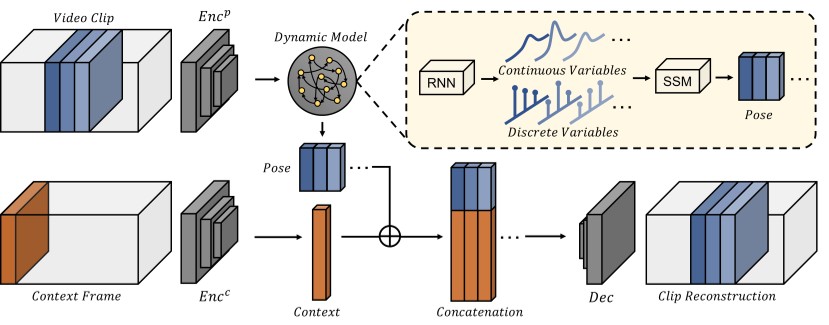 Video Clip
Enc^p
Dynamic Model
RNN
Continuous Variables
...
Discrete Variables
...
SSM
...
Pose
Pose
...
Context Frame
Enc^c
Context
...
Concatenation
Dec
Clip Reconstruction